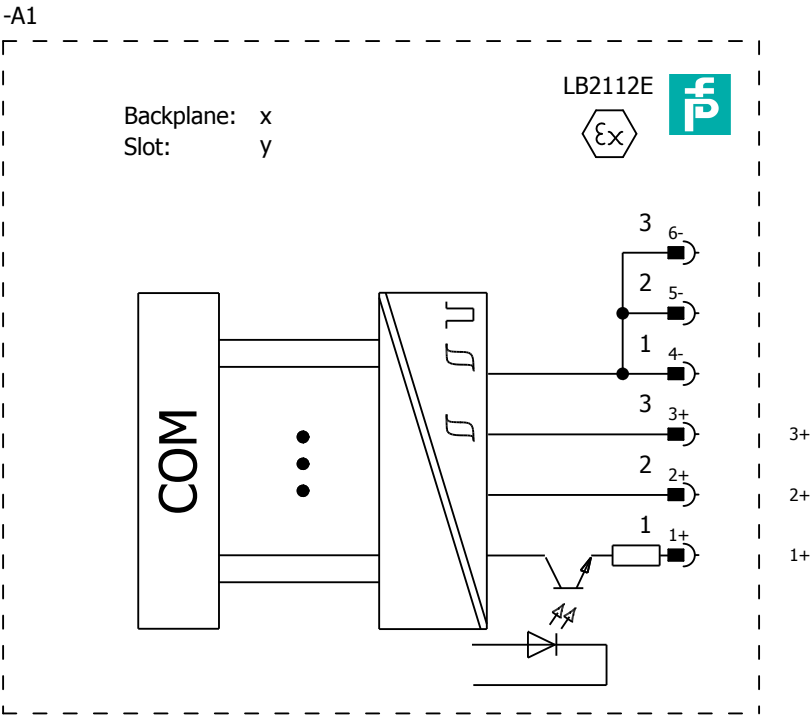 -A1
LB2112E
Backplane: x
Slot: y
εx
3 6-
2 5-
1 4-
3 3+ 3+
2 2+ 2+
1 1+ 1+
COM